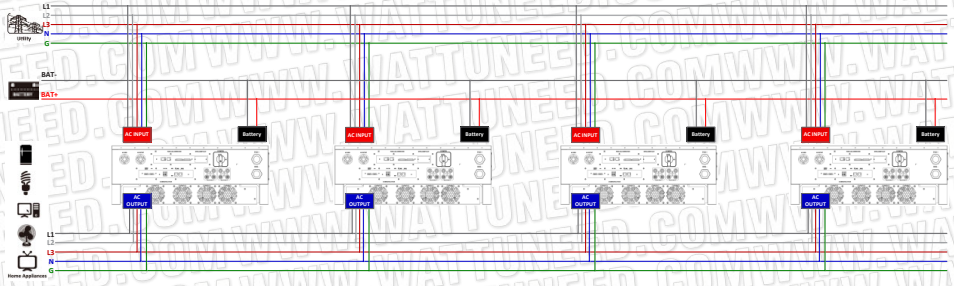 L1
L2
L3
N
G
Utility
BAT-
BAT+
BATTERY
AC INPUT
Battery
AC INPUT
Battery
AC INPUT
Battery
AC INPUT
Battery
AC
OUTPUT
AC
OUTPUT
AC
OUTPUT
AC
OUTPUT
L1
L2
L3
N
G
Home Appliances
WWW.WATTUNEED.COM